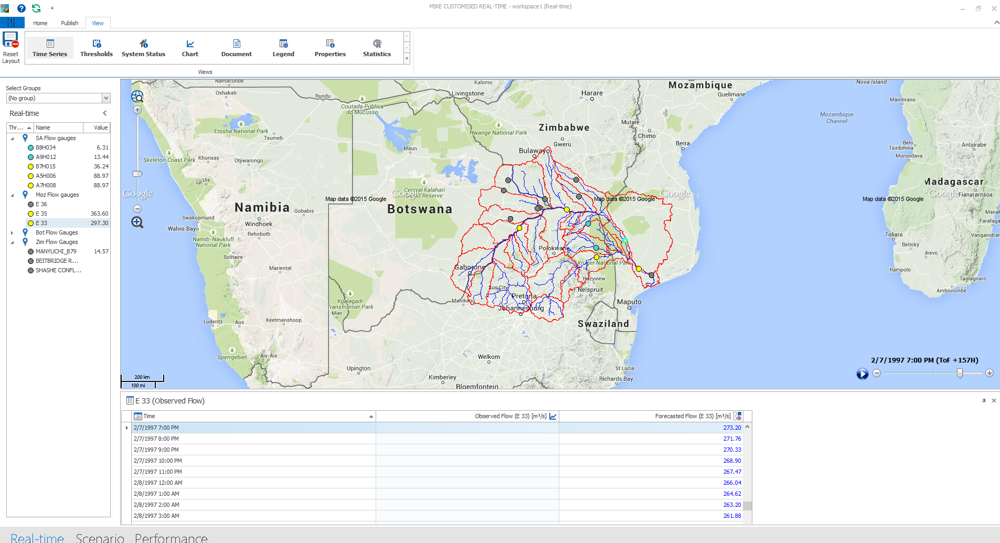 MIKE CUSTOMISED REAL-TIME - workspace1 (Real-time)
Home Publish View
Reset Layout
Time Series Thresholds System Status Chart Document Legend Properties Statistics
Views
Select Groups
(No group)
Real-time
Thr... Name Value
SA Flow gauges
B8H034 6.31
A9H012 13.44
B7H015 36.24
A5H006 88.97
A7H008 88.97
Moz Flow gauges
E 36
E 35 363.60
E 33 297.30
Bot Flow Gauges
Zim Flow Gauges
MANYUCHI_B79 14.57
BEITBRIDGE R...
SHASHE CONFL...
Namacunde
Oshakati
Rundu
Kalomo
Livingstone
Harare
Mozambique
Quelimane
Nova Island
Maintirano
Coutada Pública do Mucusso
Mozambique Channel
Etosha National Park
Tsumeb
Hwange National Park
Zimbabwe
Mutare
Chimo
Gweru
Beira
Belo Tsiribihina
Antsirabe
Morondava
Maun
Bulawayo
Skeleton Coast Park
Khorixas
Otjiwarongo
Uis
Google
Central Kalahari Game Reserve
Google
Map data ©2015 Google
Map data ©2015 Google
Google
Madagascar
Google
Fianarantsoa
Map data ©2015 Google
Namibia
Gobabis
Botswana
Swakopmund
Windhoek
Walvis Bay
Rehoboth
Namib-Naukluft National Park
Solitaire
Mariental
Manak
Farafaga
Toliara
Vangaindran
Betioky
Polokwane
Kruger National Park
Gaborone
Hazyview
Nelspruit
Sun City
Pretoria
Mahikeng
Johannesburg
Maputo
Swaziland
Itampolo
Taolagnaro
Ambovombe
Kgalagadi Transfrontier Park
Mier
Keetmanshoop
Luderitz
Aus
Sperrgebiet
Ais-Ais
Upington
Welkom
Kimberley
Bloemfontein
St Lucia
Richards Bay
200 km
100 mi
2/7/1997 7:00 PM (ToF +157H)
E 33 (Observed Flow)
Time Observed Flow (E 33) [m³/s] Forecasted Flow (E 33) [m³/s]
2/7/1997 7:00 PM 273.20
2/7/1997 8:00 PM 271.76
2/7/1997 9:00 PM 270.33
2/7/1997 10:00 PM 268.90
2/7/1997 11:00 PM 267.47
2/8/1997 12:00 AM 266.04
2/8/1997 1:00 AM 264.62
2/8/1997 2:00 AM 263.20
2/8/1997 3:00 AM 261.88
Real-time Scenario Performance